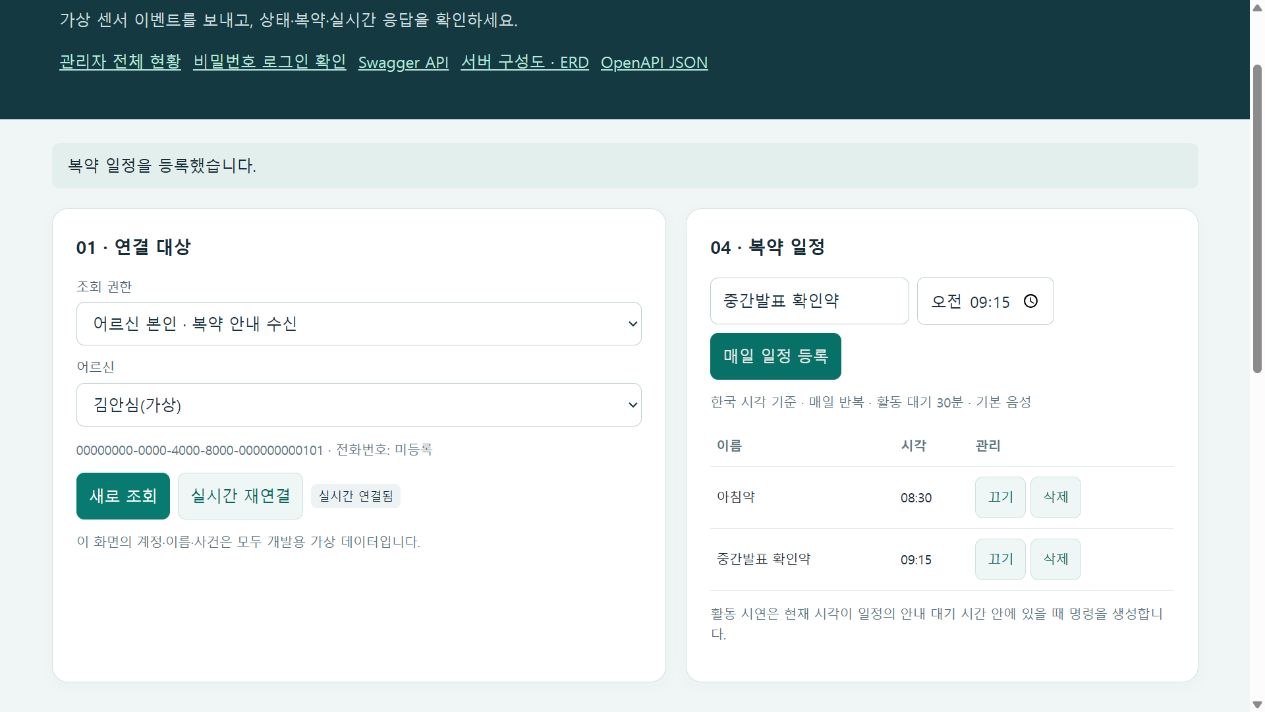 가상 센서 이벤트를 보내고, 상태·복약·실시간 응답을 확인하세요.
관리자 전체 현황 비밀번호 로그인 확인 Swagger API 서버 구성도 · ERD OpenAPI JSON
복약 일정을 등록했습니다.
01 · 연결 대상
조회 권한
어르신 본인 · 복약 안내 수신
어르신
김안심(가상)
00000000-0000-4000-8000-000000000101 · 전화번호: 미등록
새로 조회 실시간 재연결 실시간 연결됨
이 화면의 계정·이름·사건은 모두 개발용 가상 데이터입니다.
04 · 복약 일정
중간발표 확인약 오전 09:15
매일 일정 등록
한국 시각 기준 · 매일 반복 · 활동 대기 30분 · 기본 음성
이름 시각 관리
아침약 08:30 끄기 삭제
중간발표 확인약 09:15 끄기 삭제
활동 시연은 현재 시각이 일정의 안내 대기 시간 안에 있을 때 명령을 생성합니
다.